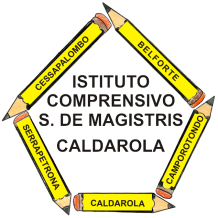 CESSAPALOMBO
BELFORTE
ISTITUTO
COMPRENSIVO
S. DE MAGISTRIS
CALDAROLA
SERRAPETRONA
CAMPOROTONDO
CALDAROLA